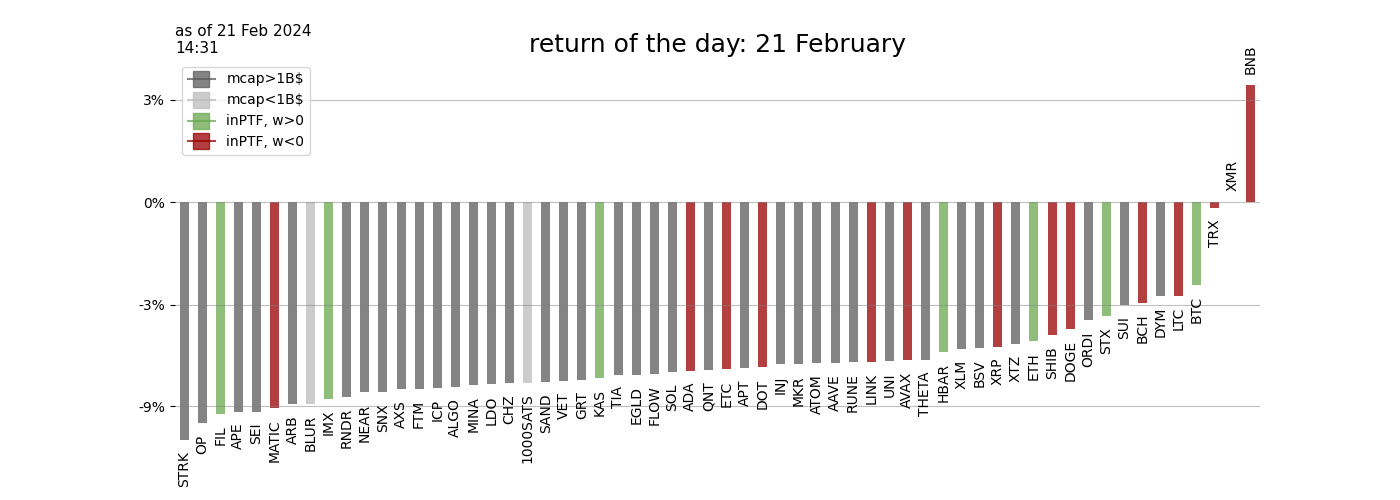 as of 21 Feb 2024
14:31
return of the day: 21 February
mcap>1B$
mcap<1B$
inPTF, w>0
inPTF, w<0
3%
0%
-3%
-9%
STRK
OP
FIL
APE
SEI
MATIC
ARB
BLUR
IMX
RNDR
NEAR
SNX
AXS
FTM
ICP
ALGO
MINA
LDO
CHZ
1000SATS
SAND
VET
GRT
KAS
TIA
EGLD
FLOW
SOL
ADA
QNT
ETC
APT
DOT
INJ
MKR
ATOM
AAVE
RUNE
LINK
UNI
AVAX
THETA
HBAR
XLM
BSV
XRP
XTZ
ETH
SHIB
DOGE
ORDI
STX
SUI
BCH
DYM
LTC
BTC
TRX
XMR
BNB